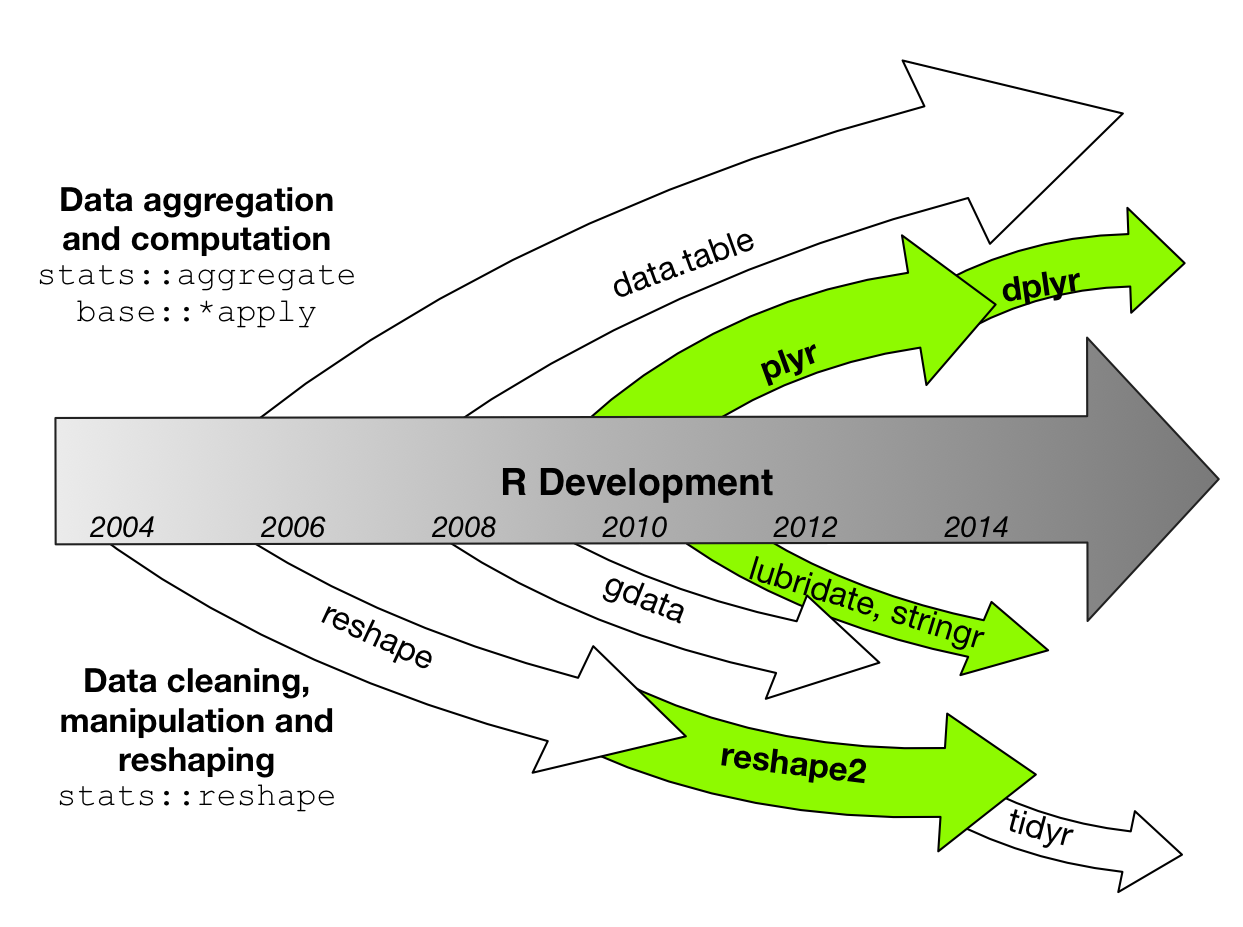 Data aggregation
and computation
stats::aggregate
base::*apply
data.table
plyr
dplyr
R Development
2004 2006 2008 2010 2012 2014
reshape
gdata
lubridate, stringr
Data cleaning,
manipulation and
reshaping
stats::reshape
reshape2
tidyr